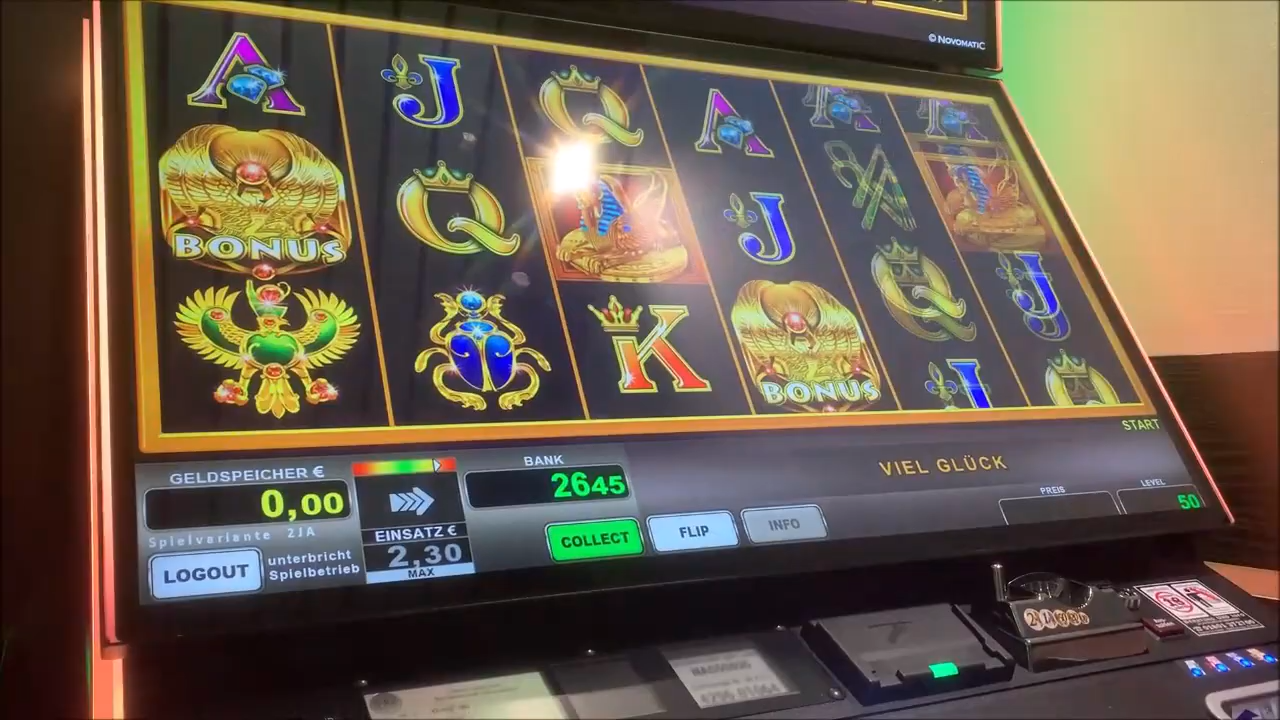 © NOVOMATIC
A J Q A A A
BONUS Q J
Q J
K BONUS J Q
START
GELDSPEICHER €
0,00
Spielvariante 2JA
LOGOUT
unterbricht
Spielbetrieb
EINSATZ €
2,30
MAX
BANK
2645
COLLECT
FLIP
INFO
VIEL GLÜCK
PREIS
LEVEL
50